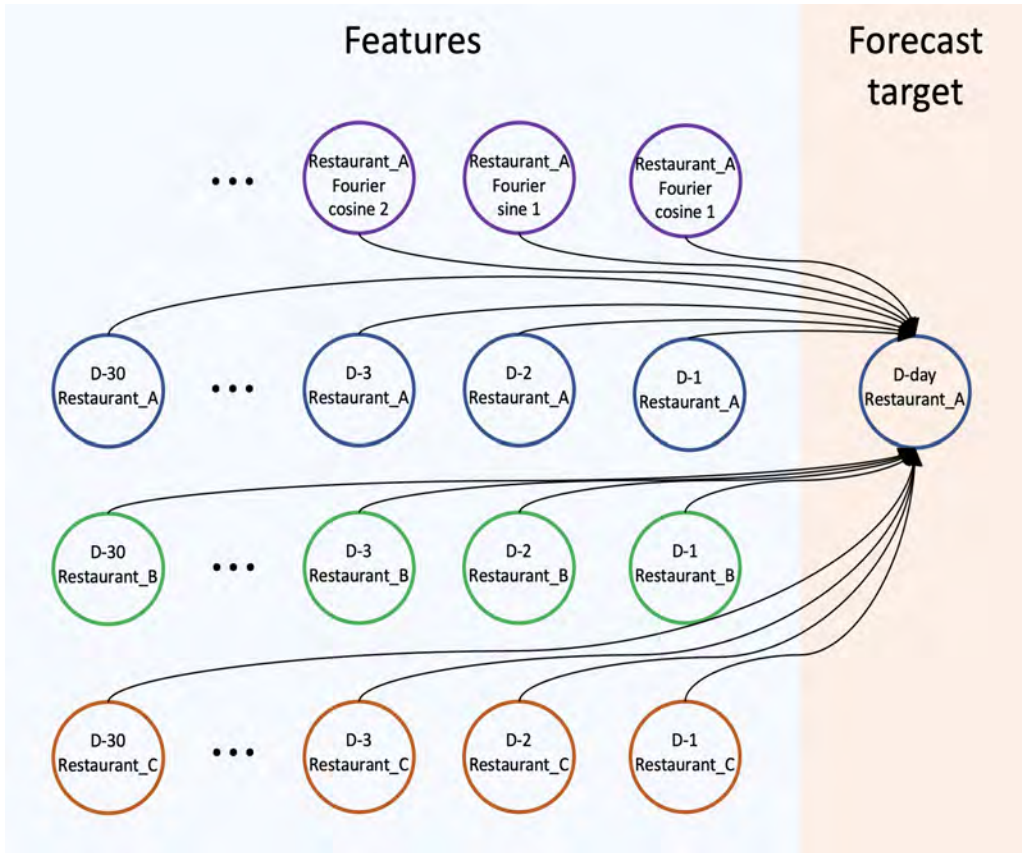 Features
Forecast
target
...
Restaurant_A
Fourier
cosine 2
Restaurant_A
Fourier
sine 1
Restaurant_A
Fourier
cosine 1
D-30
Restaurant_A
...
D-3
Restaurant_A
D-2
Restaurant_A
D-1
Restaurant_A
D-day
Restaurant_A
D-30
Restaurant_B
...
D-3
Restaurant_B
D-2
Restaurant_B
D-1
Restaurant_B
D-30
Restaurant_C
...
D-3
Restaurant_C
D-2
Restaurant_C
D-1
Restaurant_C